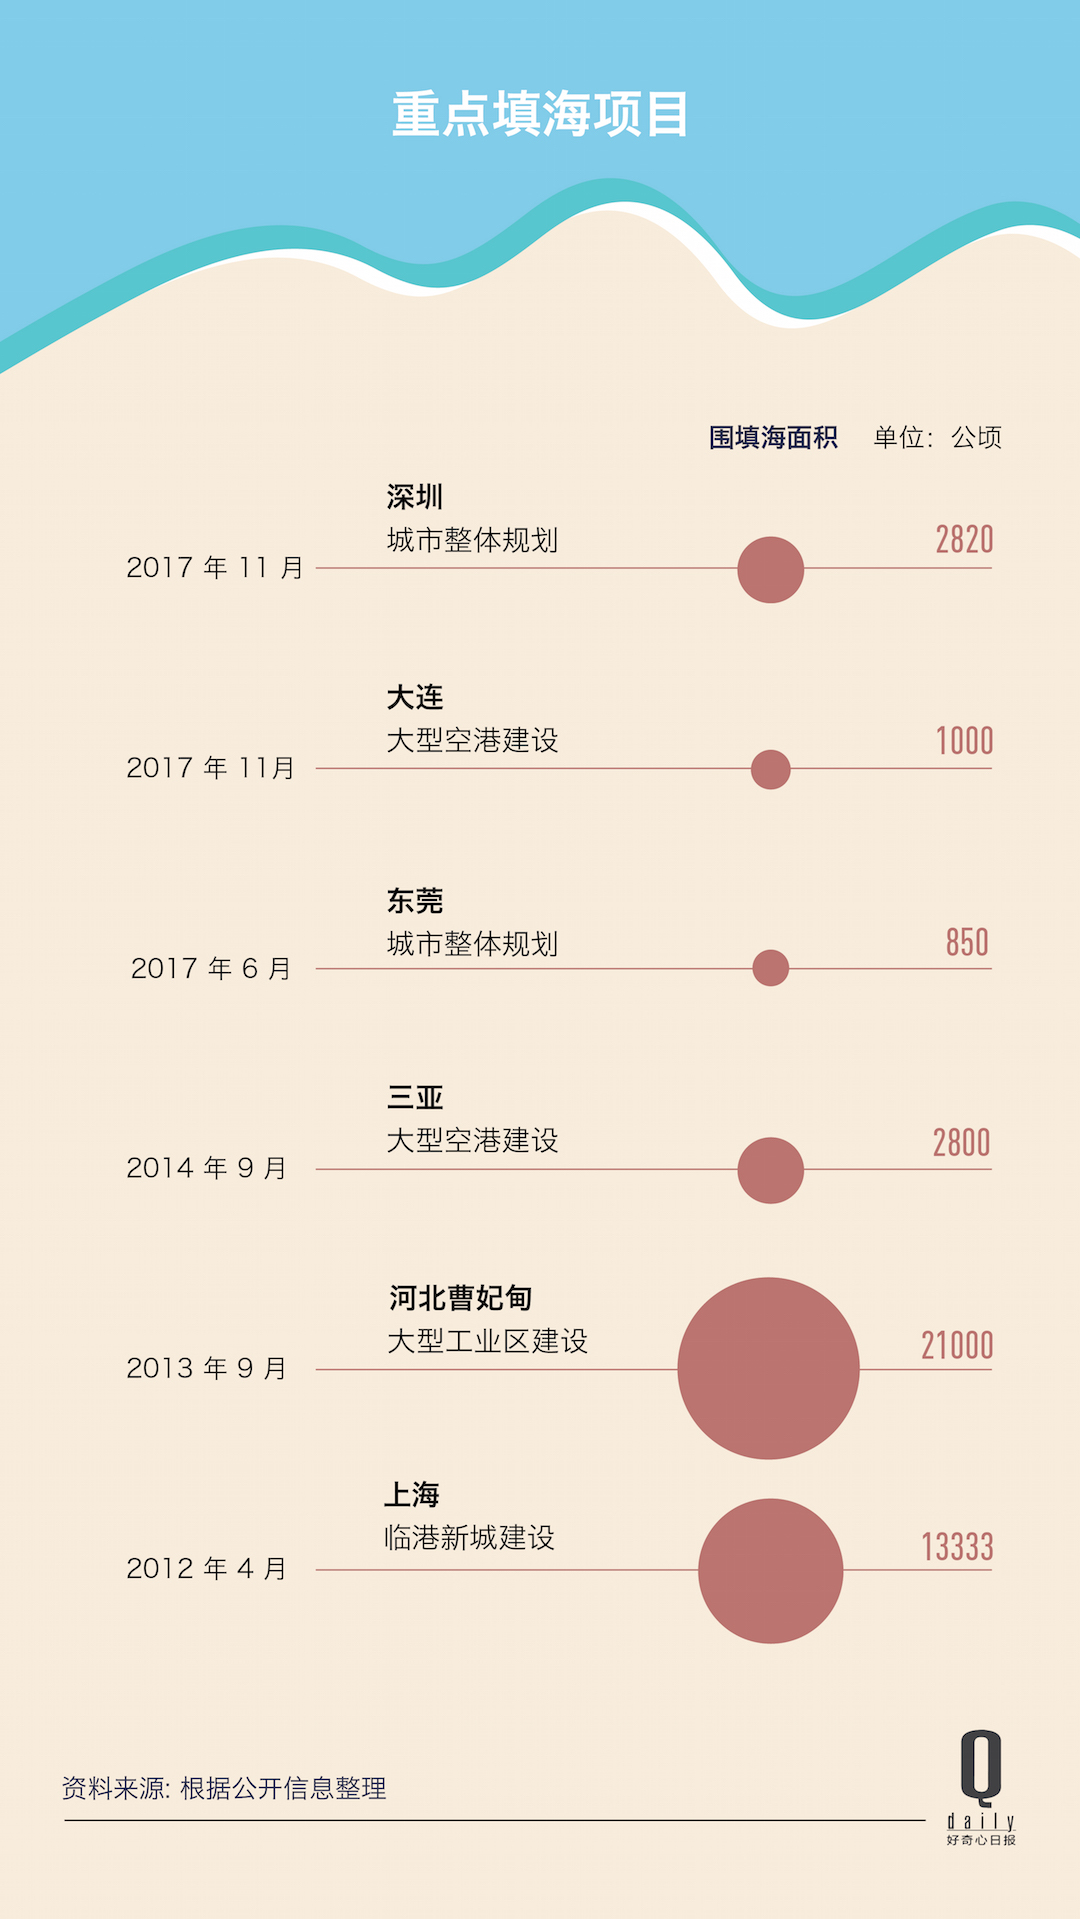 重点填海项目
围填海面积 单位：公顷
深圳
城市整体规划
2017 年 11 月
2820
大连
大型空港建设
2017 年 11月
1000
东莞
城市整体规划
2017 年 6 月
850
三亚
大型空港建设
2014 年 9 月
2800
河北曹妃甸
大型工业区建设
2013 年 9 月
21000
上海
临港新城建设
2012 年 4 月
13333
资料来源: 根据公开信息整理
Q
daily
好奇心日报